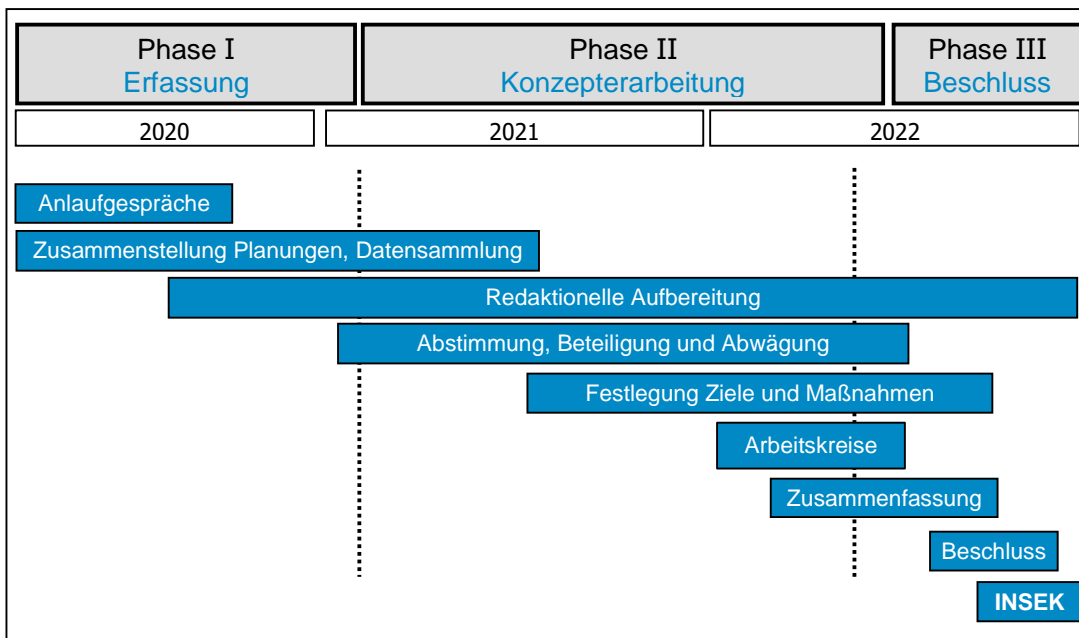 Phase I
Erfassung
Phase II
Konzepterarbeitung
Phase III
Beschluss
2020
2021
2022
Anlaufgespräche
Zusammenstellung Planungen, Datensammlung
Redaktionelle Aufbereitung
Abstimmung, Beteiligung und Abwägung
Festlegung Ziele und Maßnahmen
Arbeitskreise
Zusammenfassung
Beschluss
INSEK